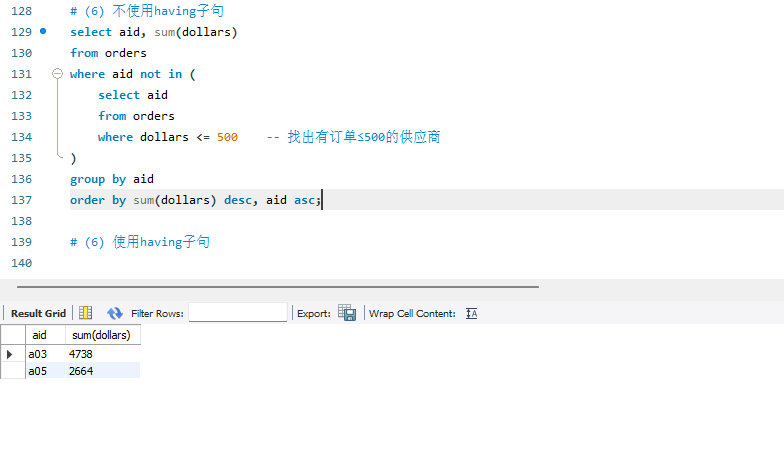 128 # (6) 不使用having子句
129 select aid, sum(dollars)
130 from orders
131 where aid not in (
132 select aid
133 from orders
134 where dollars <= 500 -- 找出有订单≤500的供应商
135 )
136 group by aid
137 order by sum(dollars) desc, aid asc;
138
139 # (6) 使用having子句
140
Result Grid Filter Rows: Export: Wrap Cell Content: IA
aid sum(dollars)
a03 4738
a05 2664